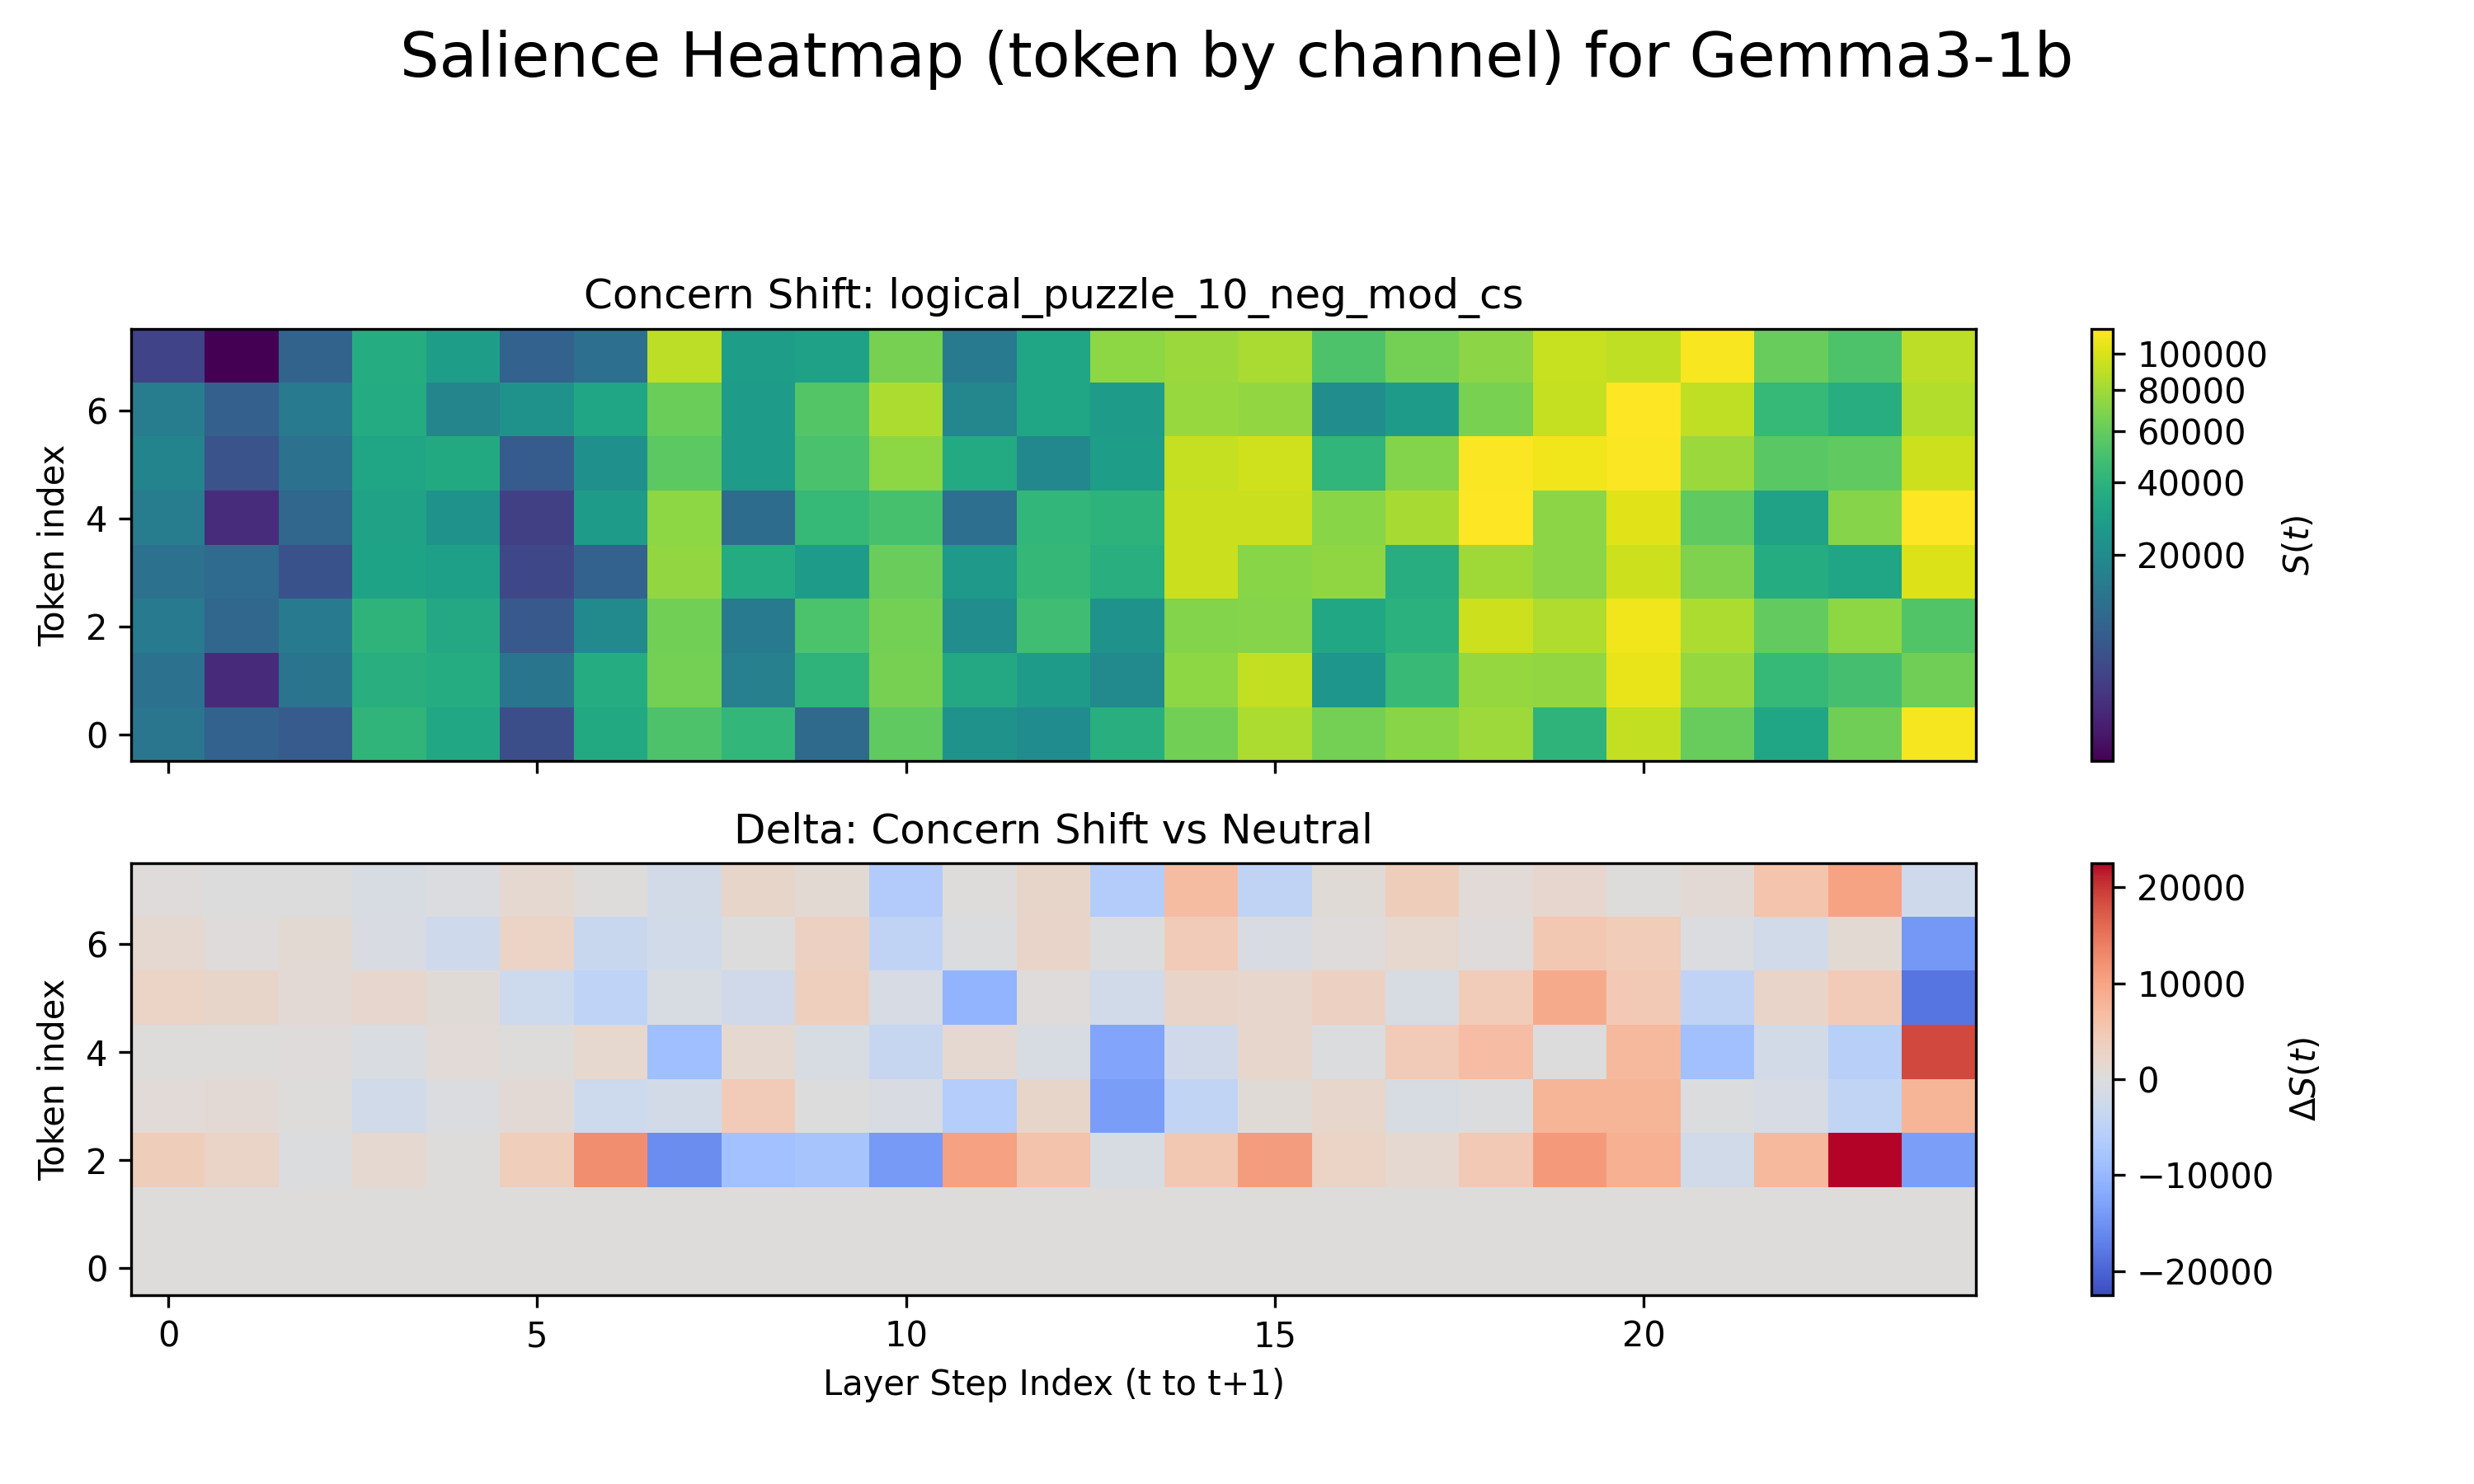 Salience Heatmap (token by channel) for Gemma3-1b
Concern Shift: logical_puzzle_10_neg_mod_cs
Token index
6
4
2
0
100000
80000
60000
40000
20000
S(t)
Delta: Concern Shift vs Neutral
Token index
6
4
2
0
0
5
10
15
20
Layer Step Index (t to t+1)
20000
10000
0
−10000
−20000
ΔS(t)